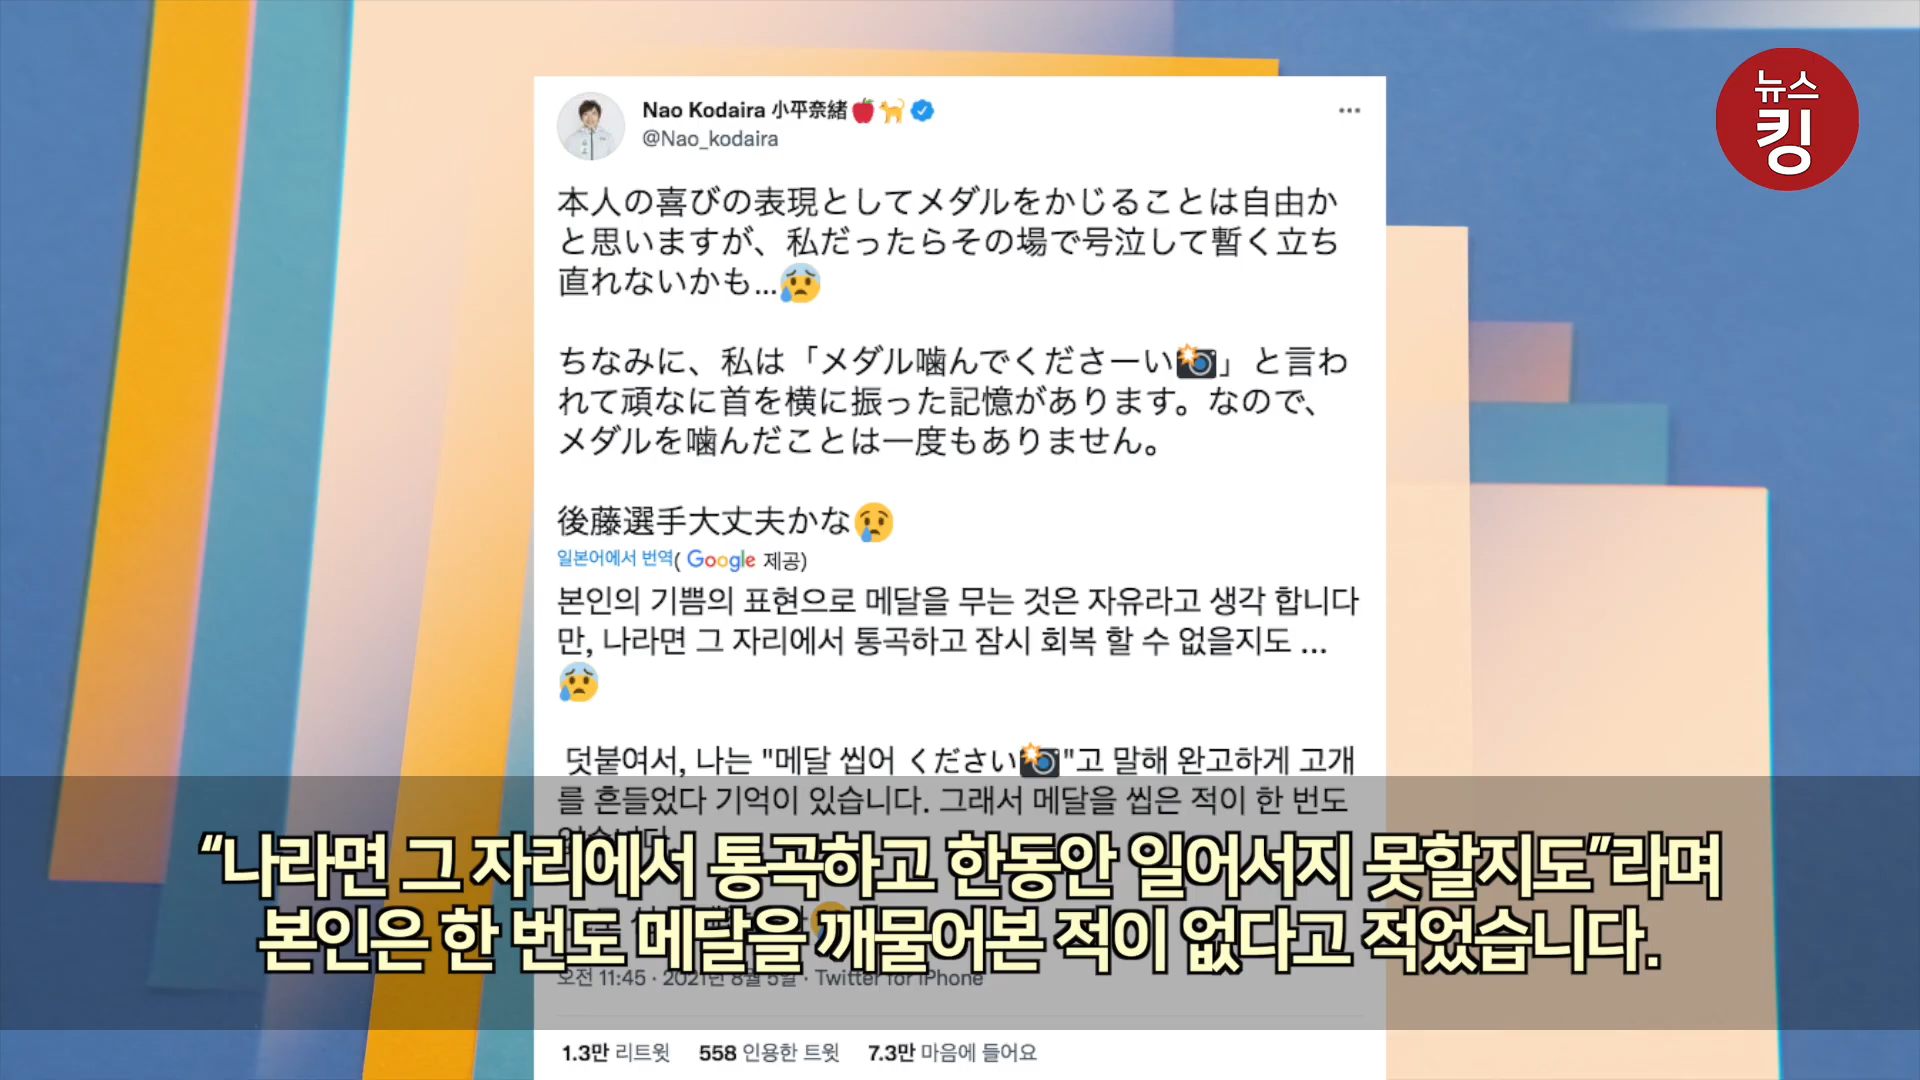 뉴스
킹
Nao Kodaira 小平奈緒🍎🐈
@Nao_kodaira
本人の喜びの表現としてメダルをかじることは自由か
と思いますが、私だったらその場で号泣して暫く立ち
直れないかも...😰
ちなみに、私は「メダル噛んでくださーい📸」と言わ
れて頑なに首を横に振った記憶があります。なので、
メダルを噛んだことは一度もありません。
後藤選手大丈夫かな😢
일본어에서 번역( Google 제공)
본인의 기쁨의 표현으로 메달을 무는 것은 자유라고 생각 합니다
만, 나라면 그 자리에서 통곡하고 잠시 회복 할 수 없을지도 ...
😰
덧붙여서, 나는 "메달 씹어 ください📸"고 말해 완고하게 고개
를 흔들었다 기억이 있습니다. 그래서 메달을 씹은 적이 한 번도
“나라면 그 자리에서 통곡하고 한동안 일어서지 못할지도”라며
본인은 한 번도 메달을 깨물어본 적이 없다고 적었습니다.
오전 11:45 · 2021년 8월 5일 · Twitter for iPhone
1.3만 리트윗 558 인용한 트윗 7.3만 마음에 들어요